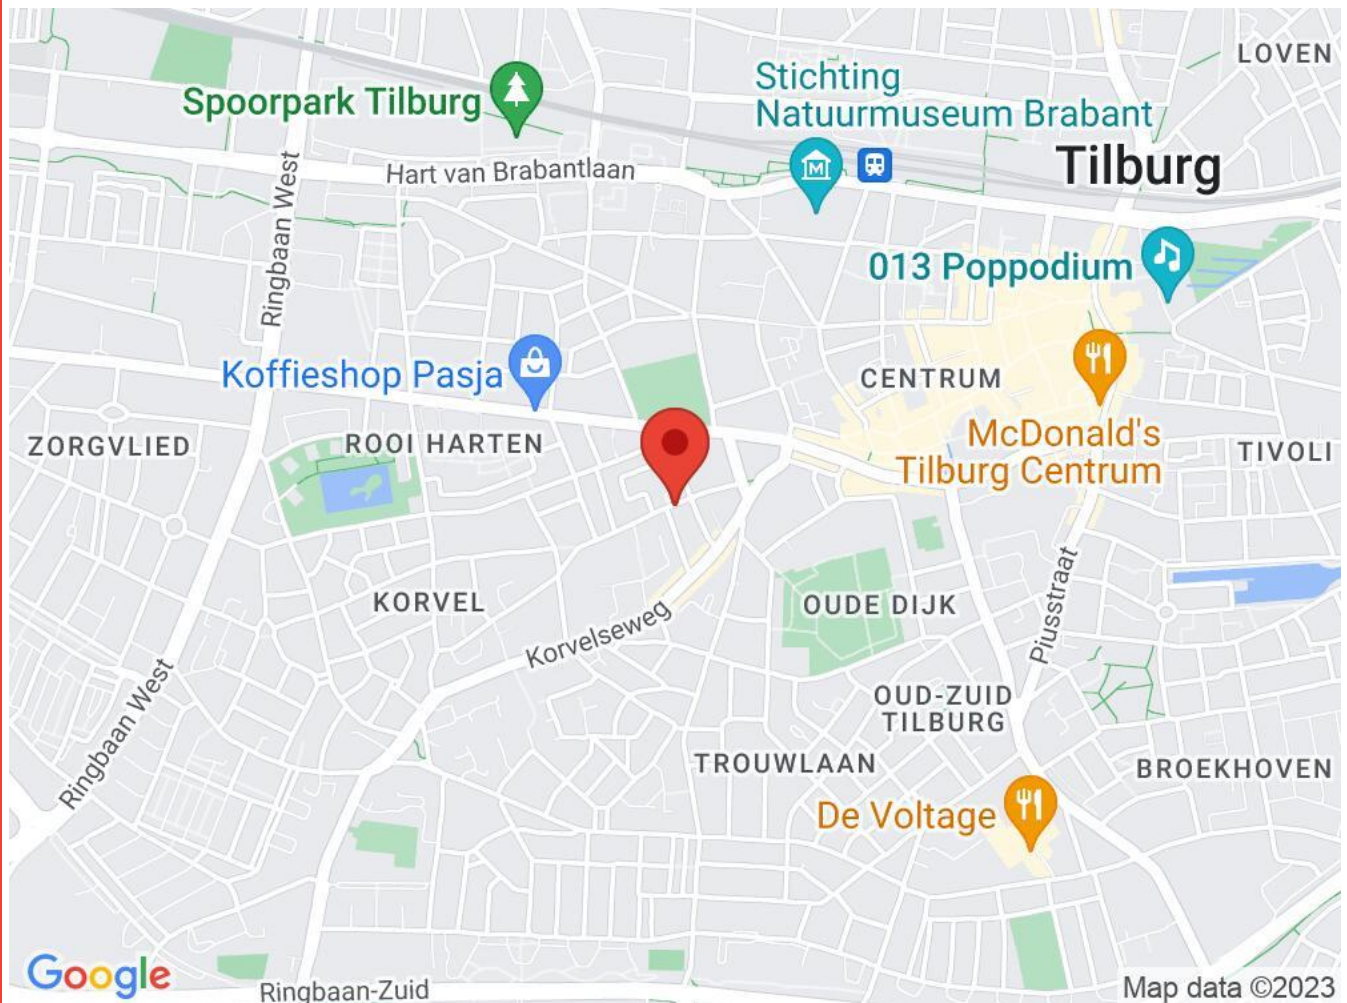 LOVEN
Stichting
Natuurmuseum Brabant
Spoorpark Tilburg
Hart van Brabantlaan
M
Tilburg
Ringbaan West
013 Poppodium
Koffieshop Pasja
CENTRUM
ZORGVLIED
ROOI HARTEN
McDonald's
Tilburg Centrum
TIVOLI
KORVEL
OUDE DIJK
Piusstraat
Korvelseweg
Ringbaan West
OUD-ZUID
TILBURG
TROUWLAAN
BROEKHOVEN
De Voltage
Google
Ringbaan-Zuid
Map data ©2023